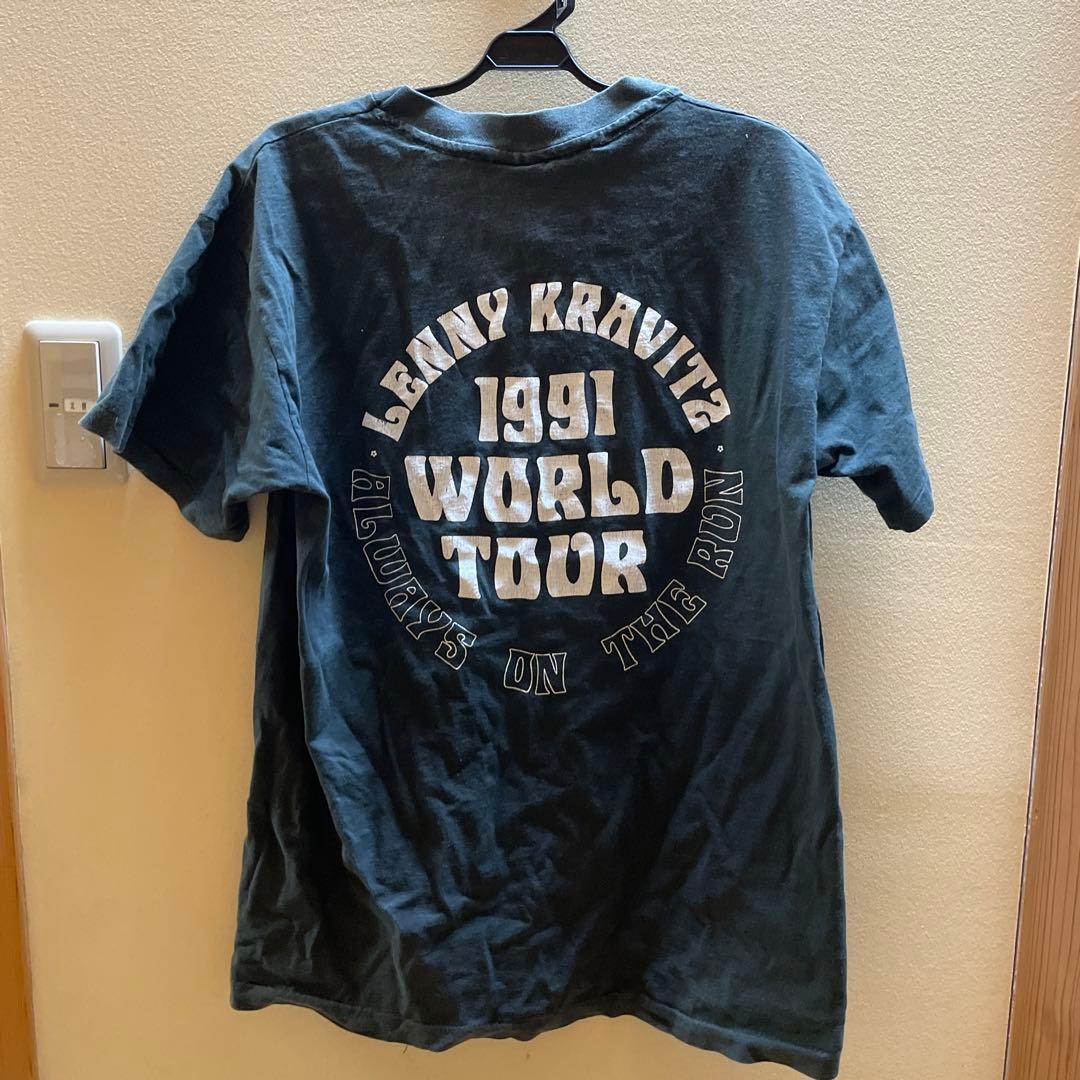 LENNY KRAVITZ
1991
WORLD
TOUR
ALWAYS ON THE RUN